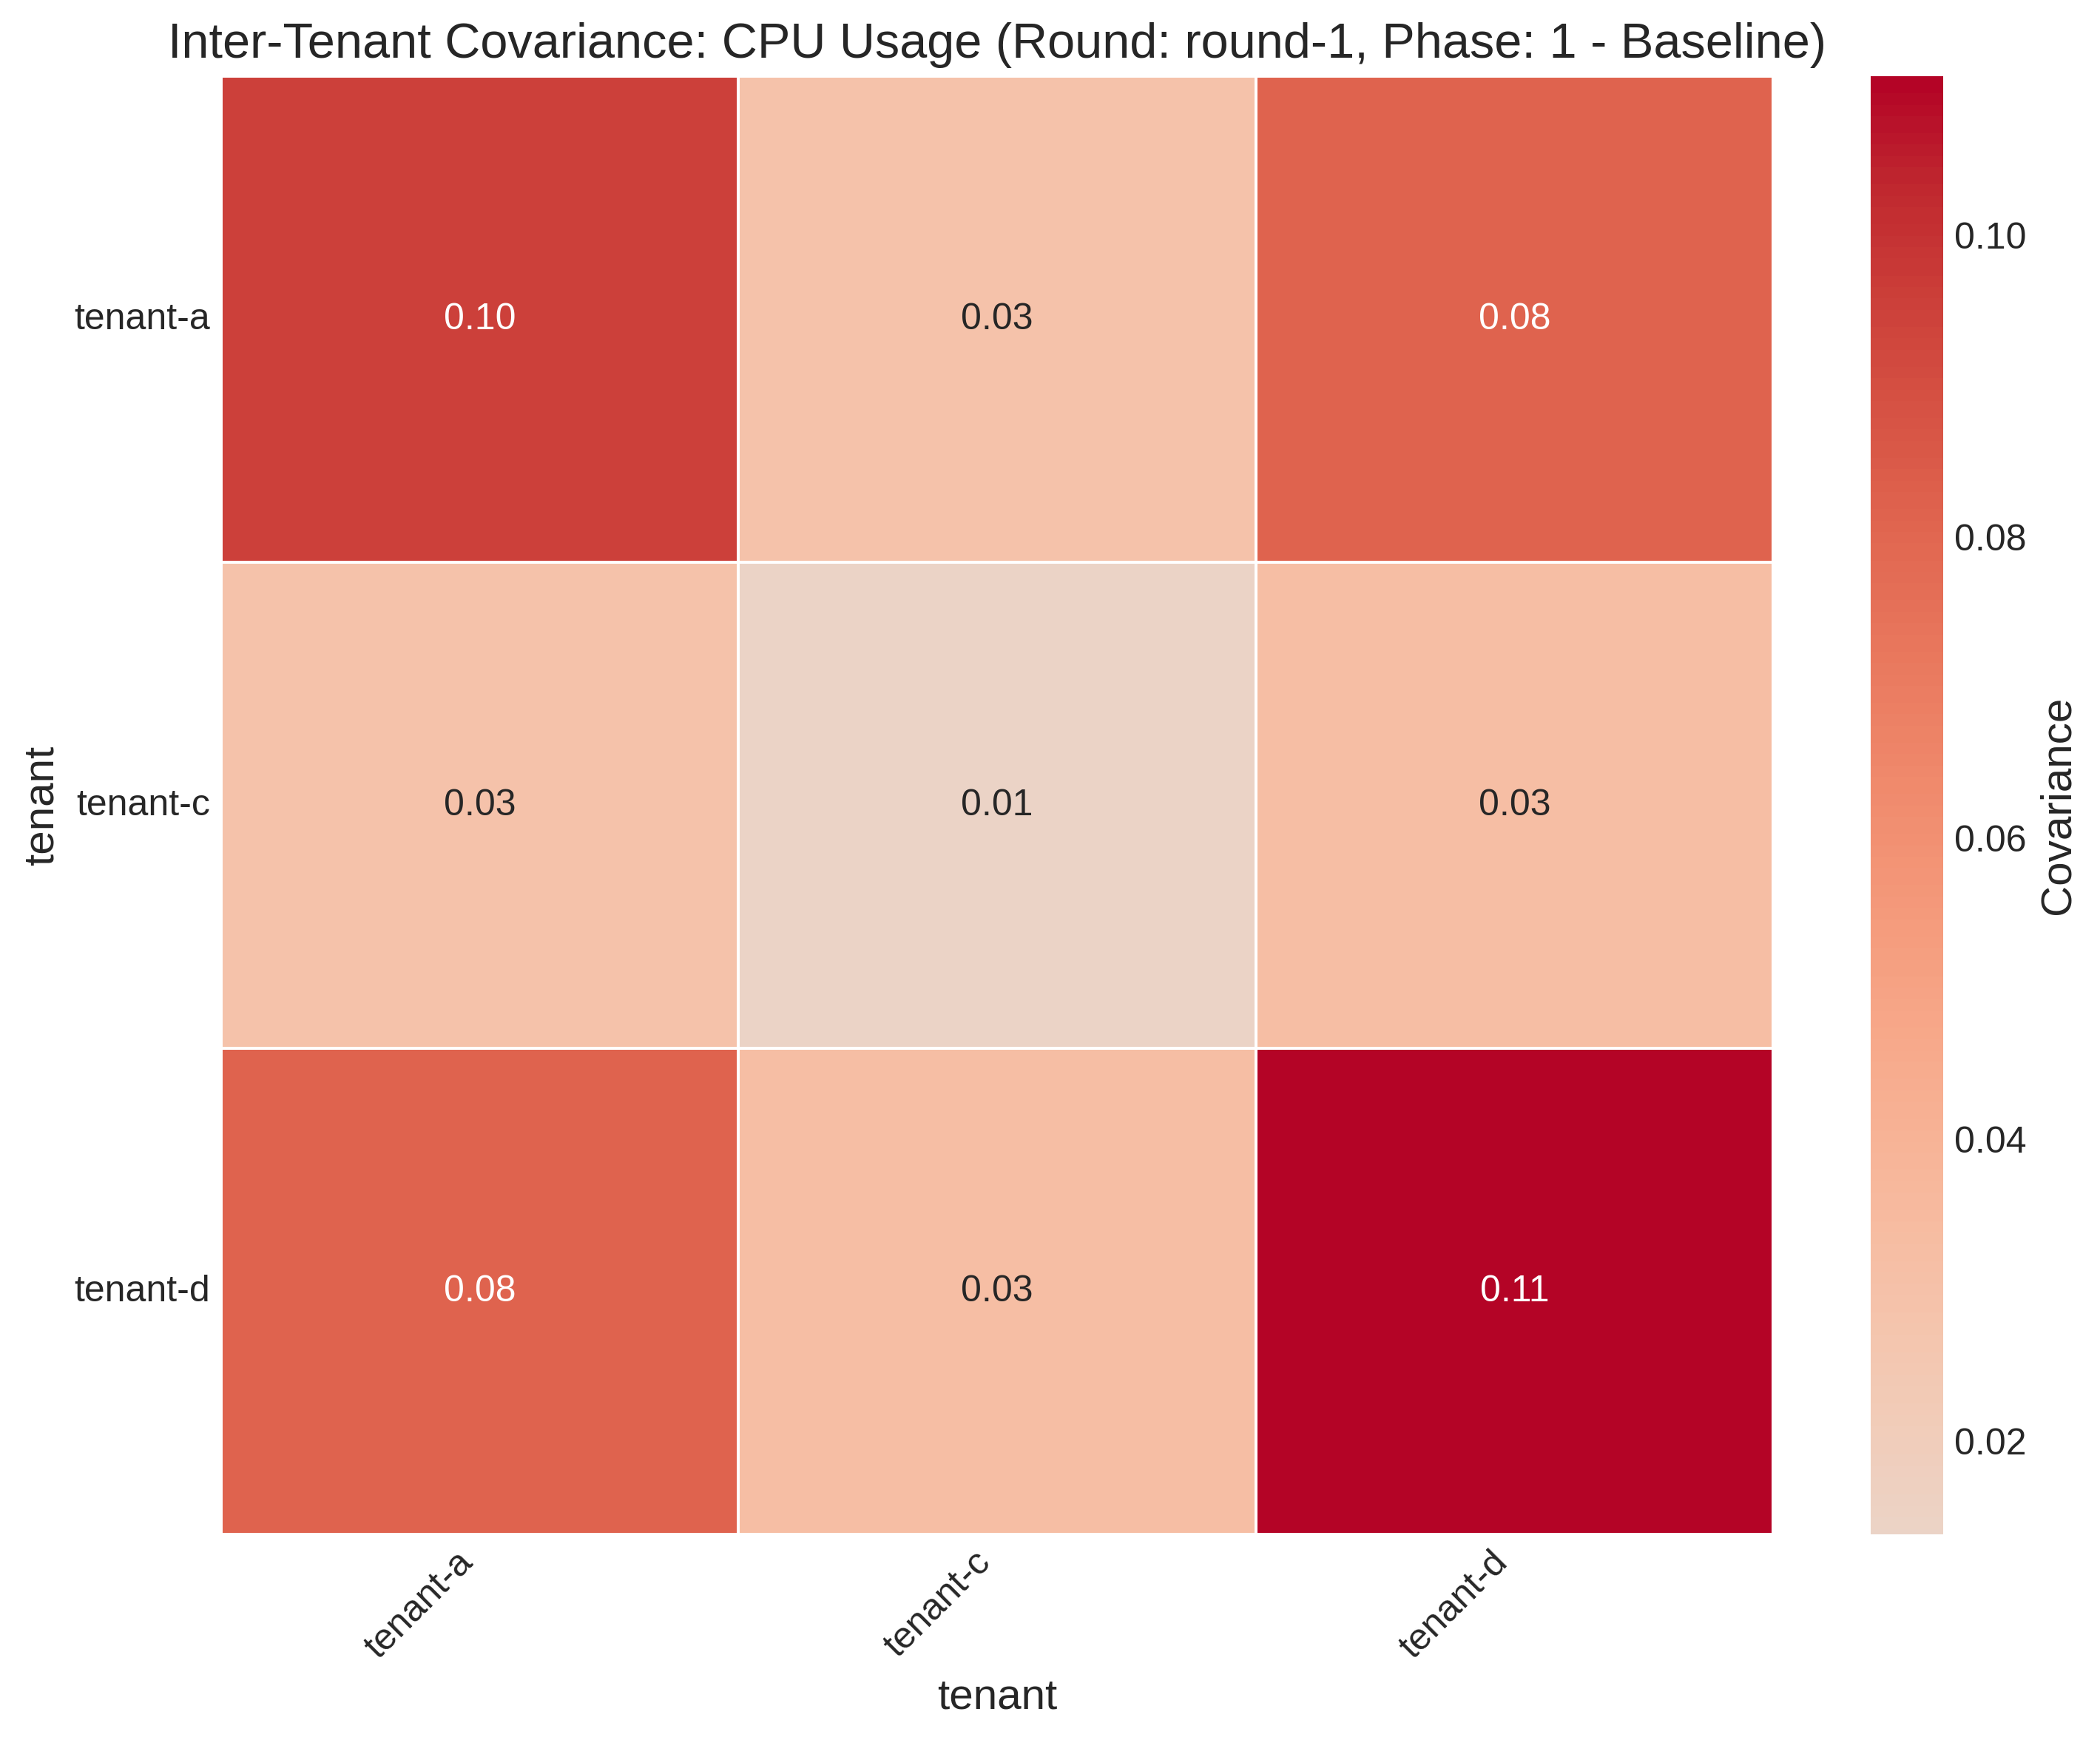 Inter-Tenant Covariance: CPU Usage (Round: round-1, Phase: 1 - Baseline)
tenant
tenant-a
0.10
0.03
0.08
tenant-c
0.03
0.01
0.03
tenant-d
0.08
0.03
0.11
tenant-a
tenant-c
tenant-d
tenant
0.10
0.08
0.06
0.04
0.02
Covariance